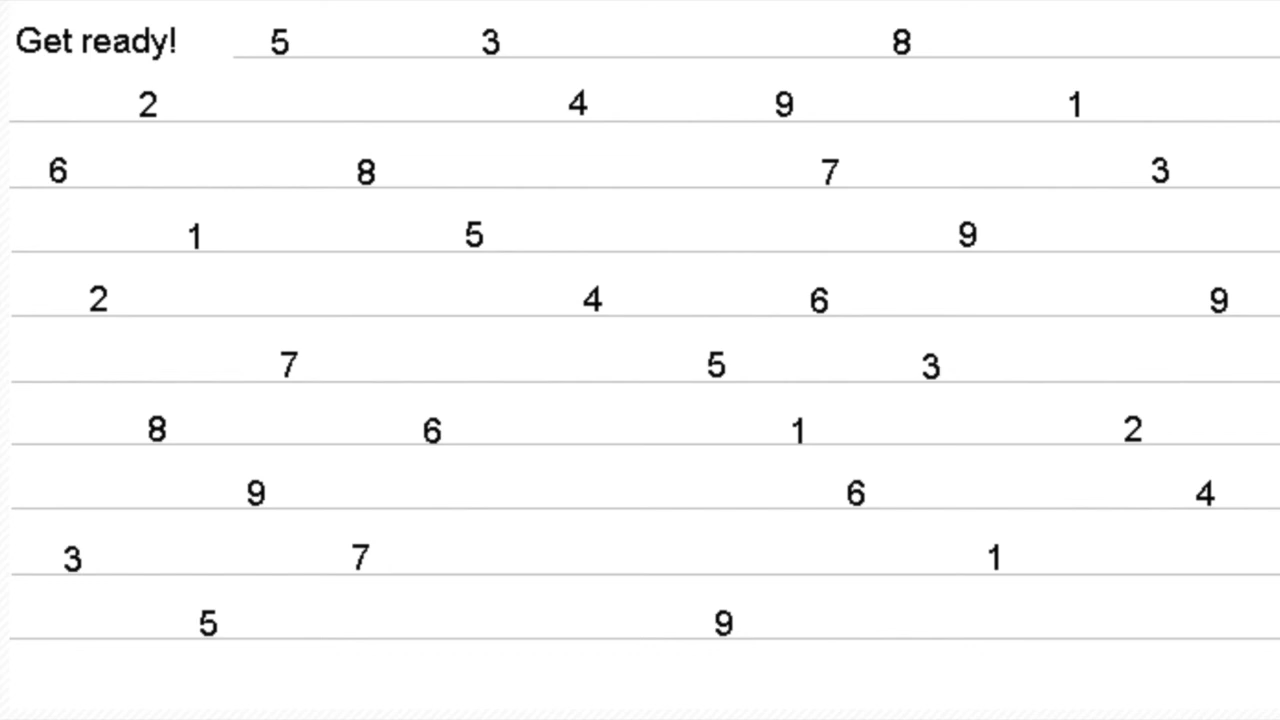 Get ready! 5 3 8
2 4 9 1
6 8 7 3
1 5 9
2 4 6 9
7 5 3
8 6 1 2
9 6 4
3 7 1
5 9